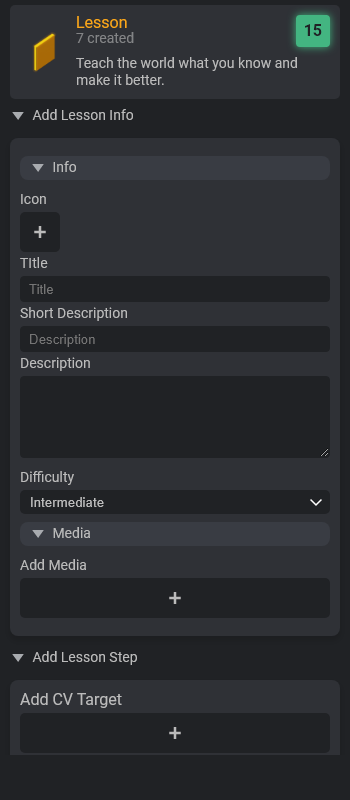 Lesson
7 created
15
Teach the world what you know and
make it better.
Add Lesson Info
Info
Icon
+
TItle
Title
Short Description
Description
Description
Difficulty
Intermediate
Media
Add Media
+
Add Lesson Step
Add CV Target
+